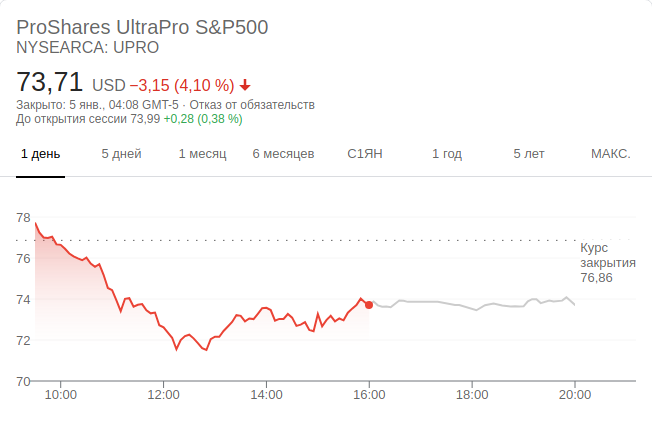 ProShares UltraPro S&P500
NYSEARCA: UPRO
73,71 USD −3,15 (4,10 %)
Закрыто: 5 янв., 04:08 GMT-5 · Отказ от обязательств
До открытия сессии 73,99 +0,28 (0,38 %)
1 день 5 дней 1 месяц 6 месяцев С1ЯН 1 год 5 лет МАКС.
78
76
74
72
70
Курс
закрытия
76,86
10:00 12:00 14:00 16:00 18:00 20:00